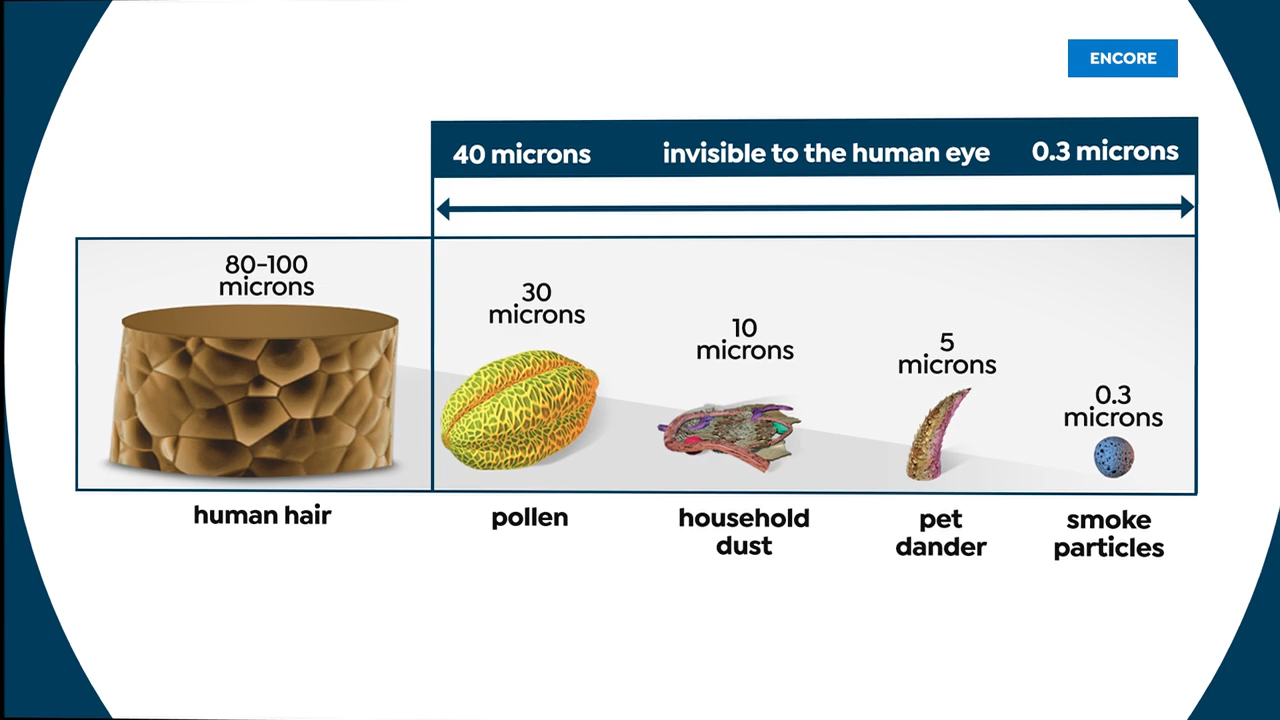 ENCORE
40 microns
invisible to the human eye
0.3 microns
80-100
microns
30
microns
10
microns
5
microns
0.3
microns
human hair
pollen
household
dust
pet
dander
smoke
particles